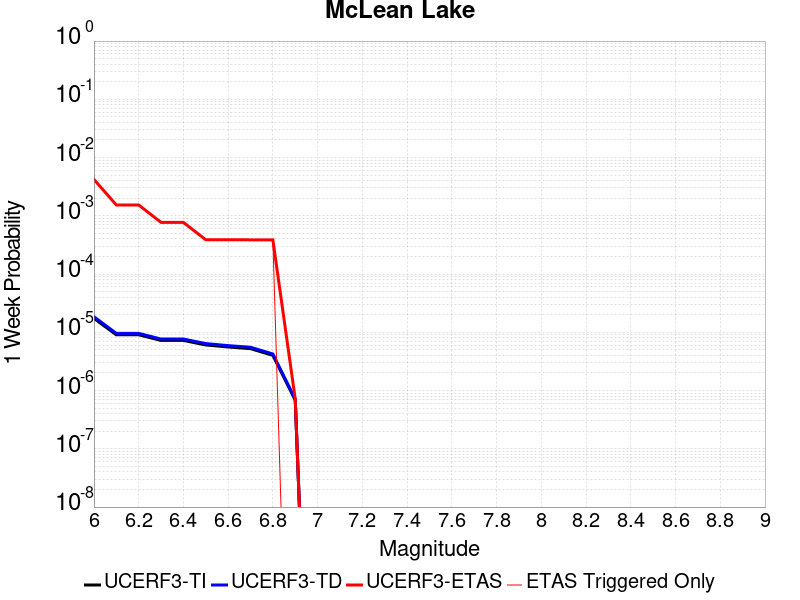 McLean Lake
10^0
10^-1
10^-2
10^-3
10^-4
10^-5
10^-6
10^-7
10^-8
1 Week Probability
6 6.2 6.4 6.6 6.8 7 7.2 7.4 7.6 7.8 8 8.2 8.4 8.6 8.8 9
Magnitude
UCERF3-TI UCERF3-TD UCERF3-ETAS ETAS Triggered Only